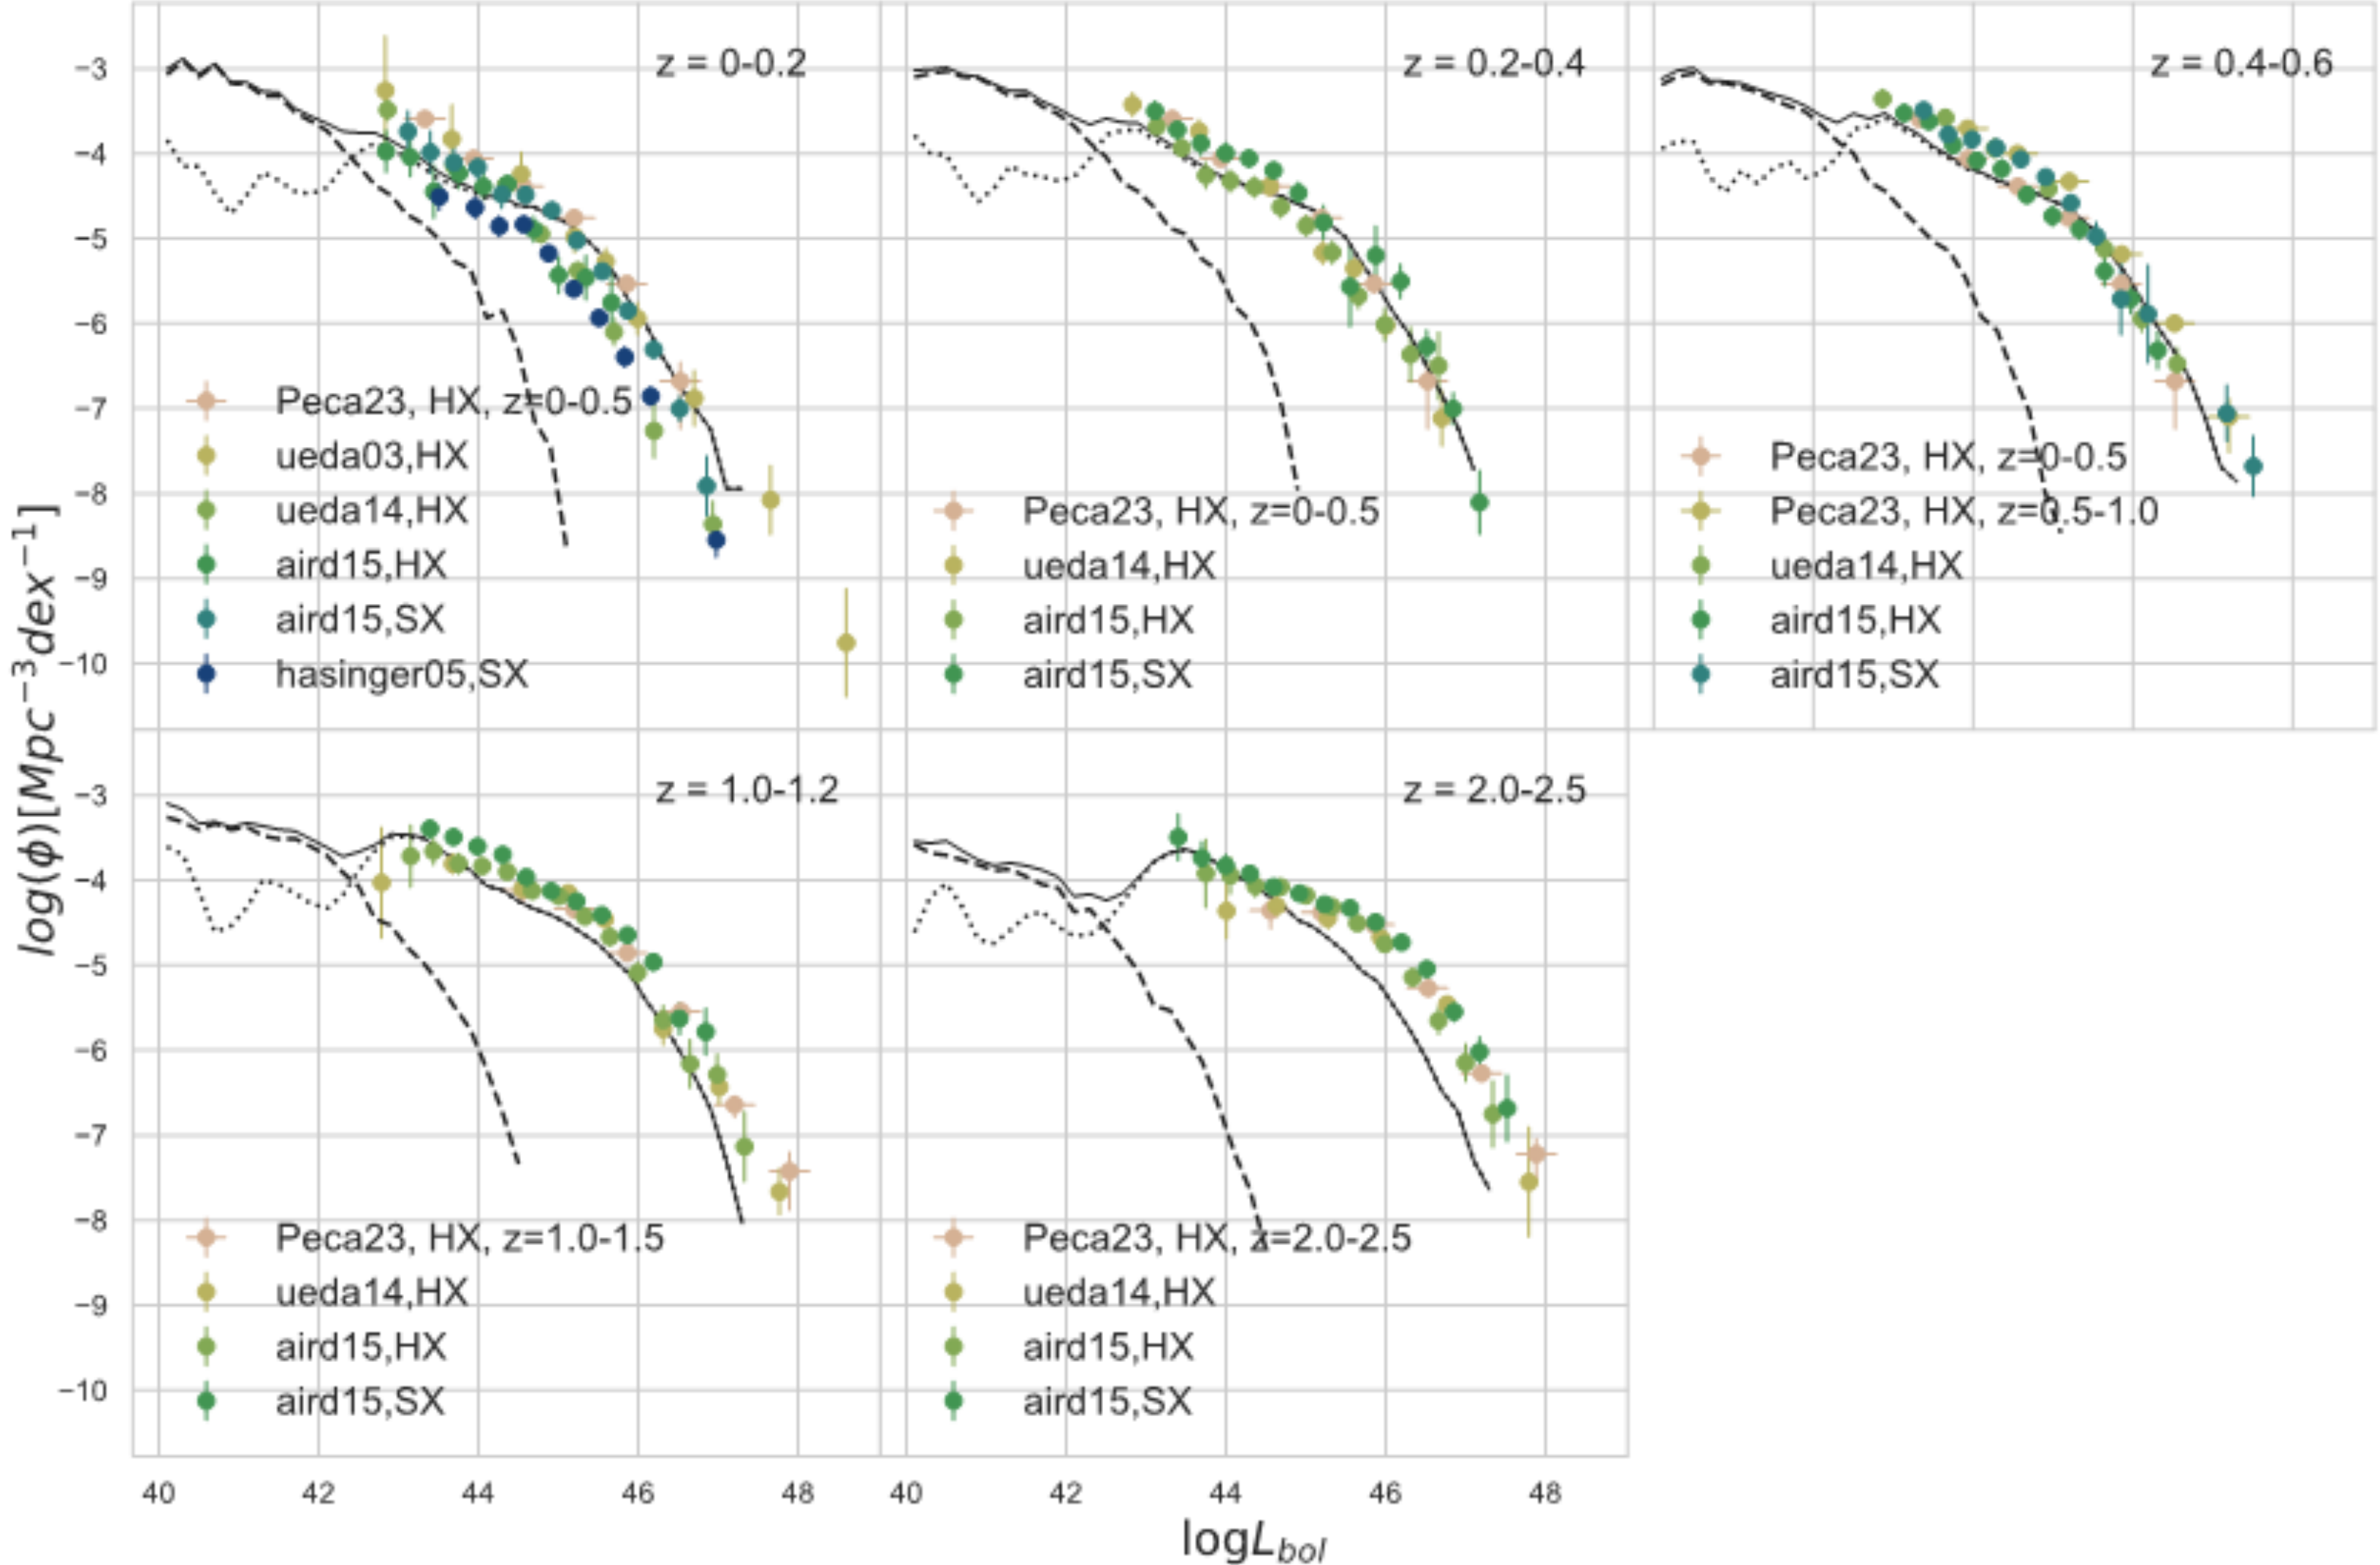 z = 0-0.2
z = 0.2-0.4
z = 0.4-0.6
−3
−4
−5
−6
−7
−8
−9
−10
Peca23, HX, z=0-0.5
ueda03,HX
ueda14,HX
aird15,HX
aird15,SX
hasinger05,SX
Peca23, HX, z=0-0.5
ueda14,HX
aird15,HX
aird15,SX
Peca23, HX, z=0-0.5
Peca23, HX, z=0.5-1.0
ueda14,HX
aird15,HX
aird15,SX
log(ϕ)[Mpc⁻³dex⁻¹]
z = 1.0-1.2
z = 2.0-2.5
−3
−4
−5
−6
−7
−8
−9
−10
Peca23, HX, z=1.0-1.5
ueda14,HX
aird15,HX
aird15,SX
Peca23, HX, z=2.0-2.5
ueda14,HX
aird15,HX
aird15,SX
40 42 44 46 48 40 42 44 46 48
logL_bol